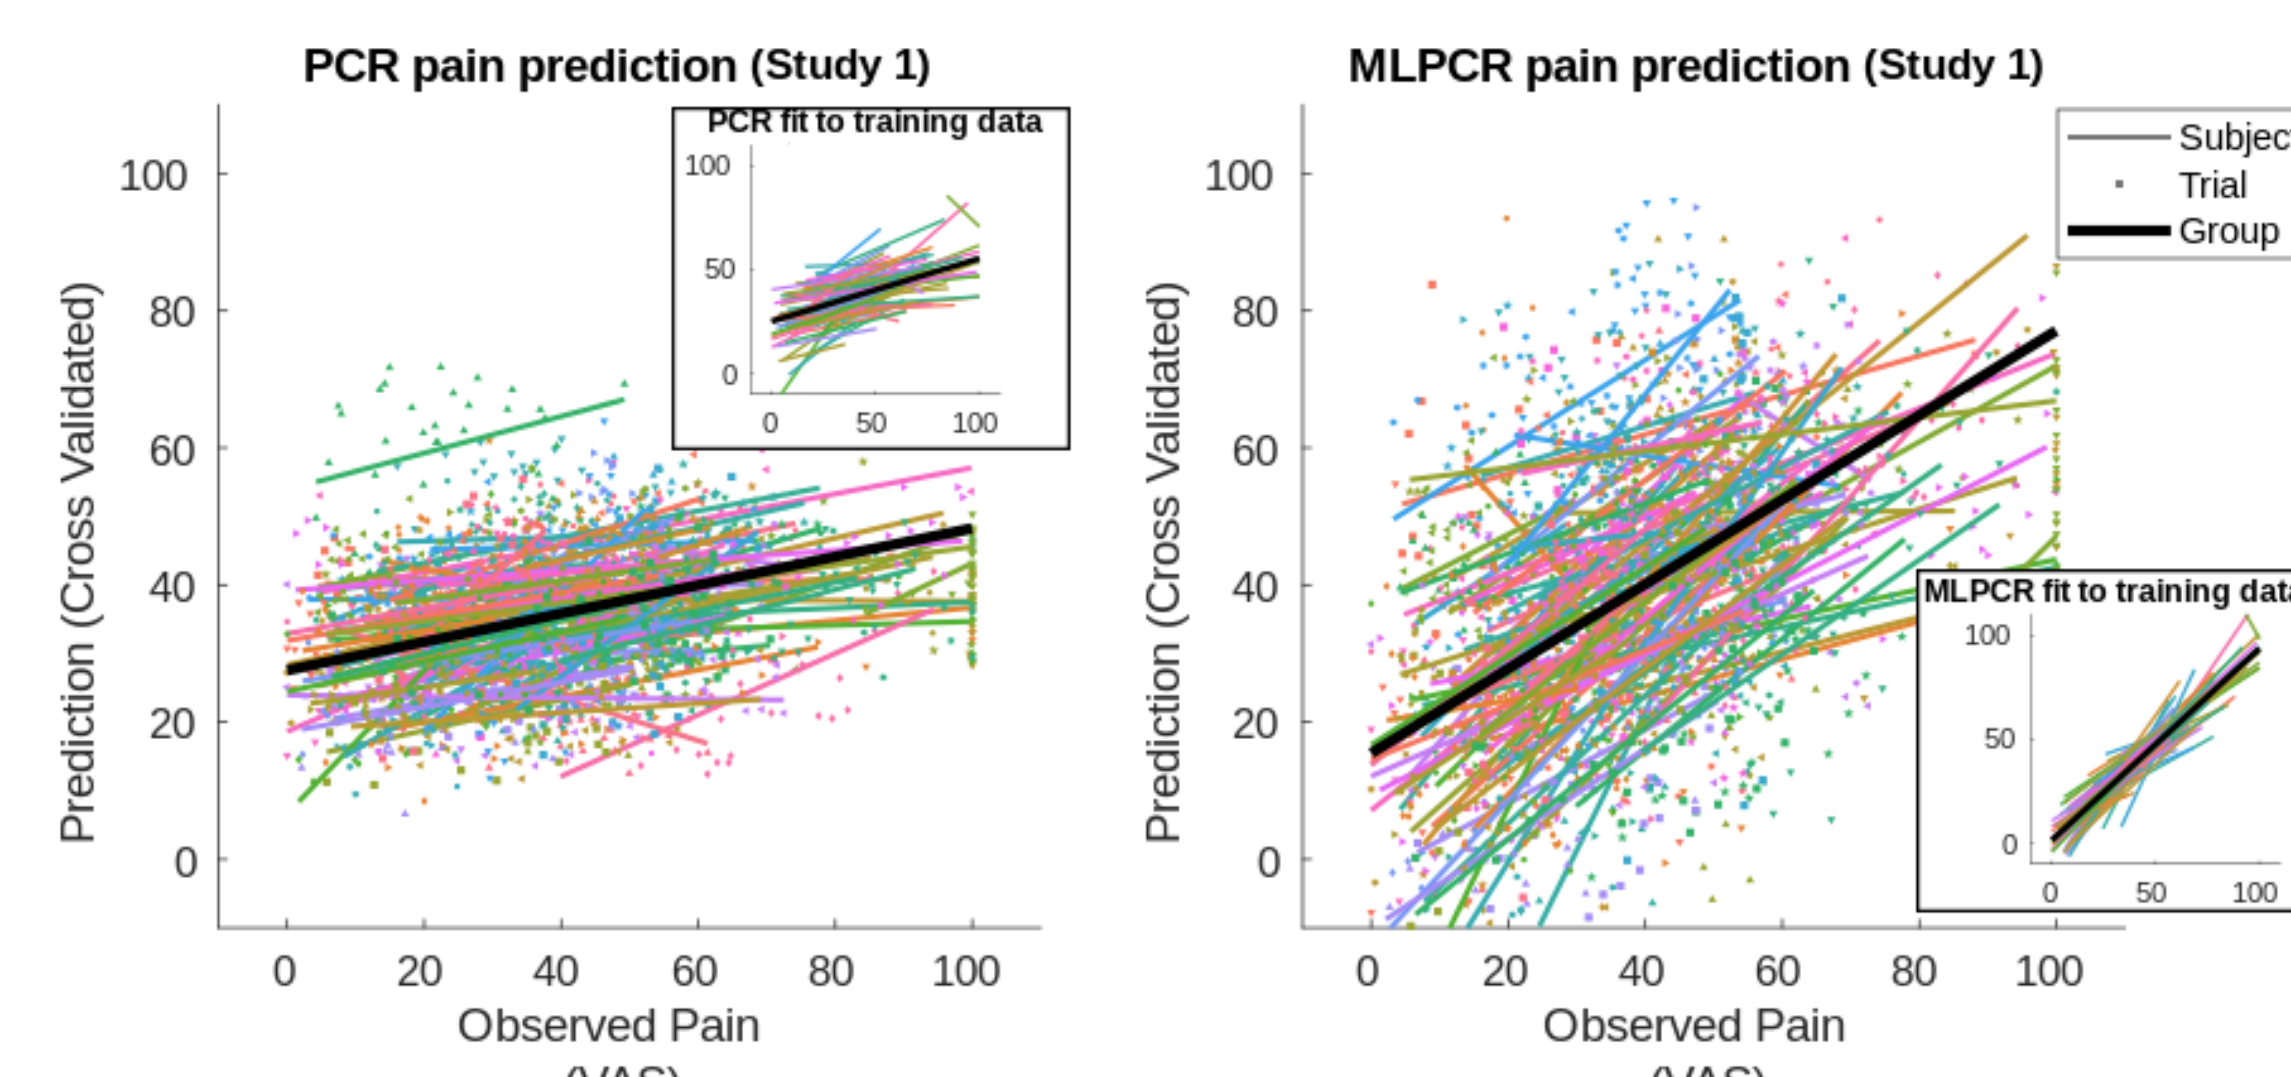 PCR pain prediction (Study 1)
PCR fit to training data
100
50
0
0 50 100
100
80
60
40
20
0
Prediction (Cross Validated)
0 20 40 60 80 100
Observed Pain
(VAS)
MLPCR pain prediction (Study 1)
Trial
Group
100
80
60
40
20
0
Prediction (Cross Validated)
MLPCR fit to training data
100
50
0
0 50 100
0 20 40 60 80 100
Observed Pain
(VAS)